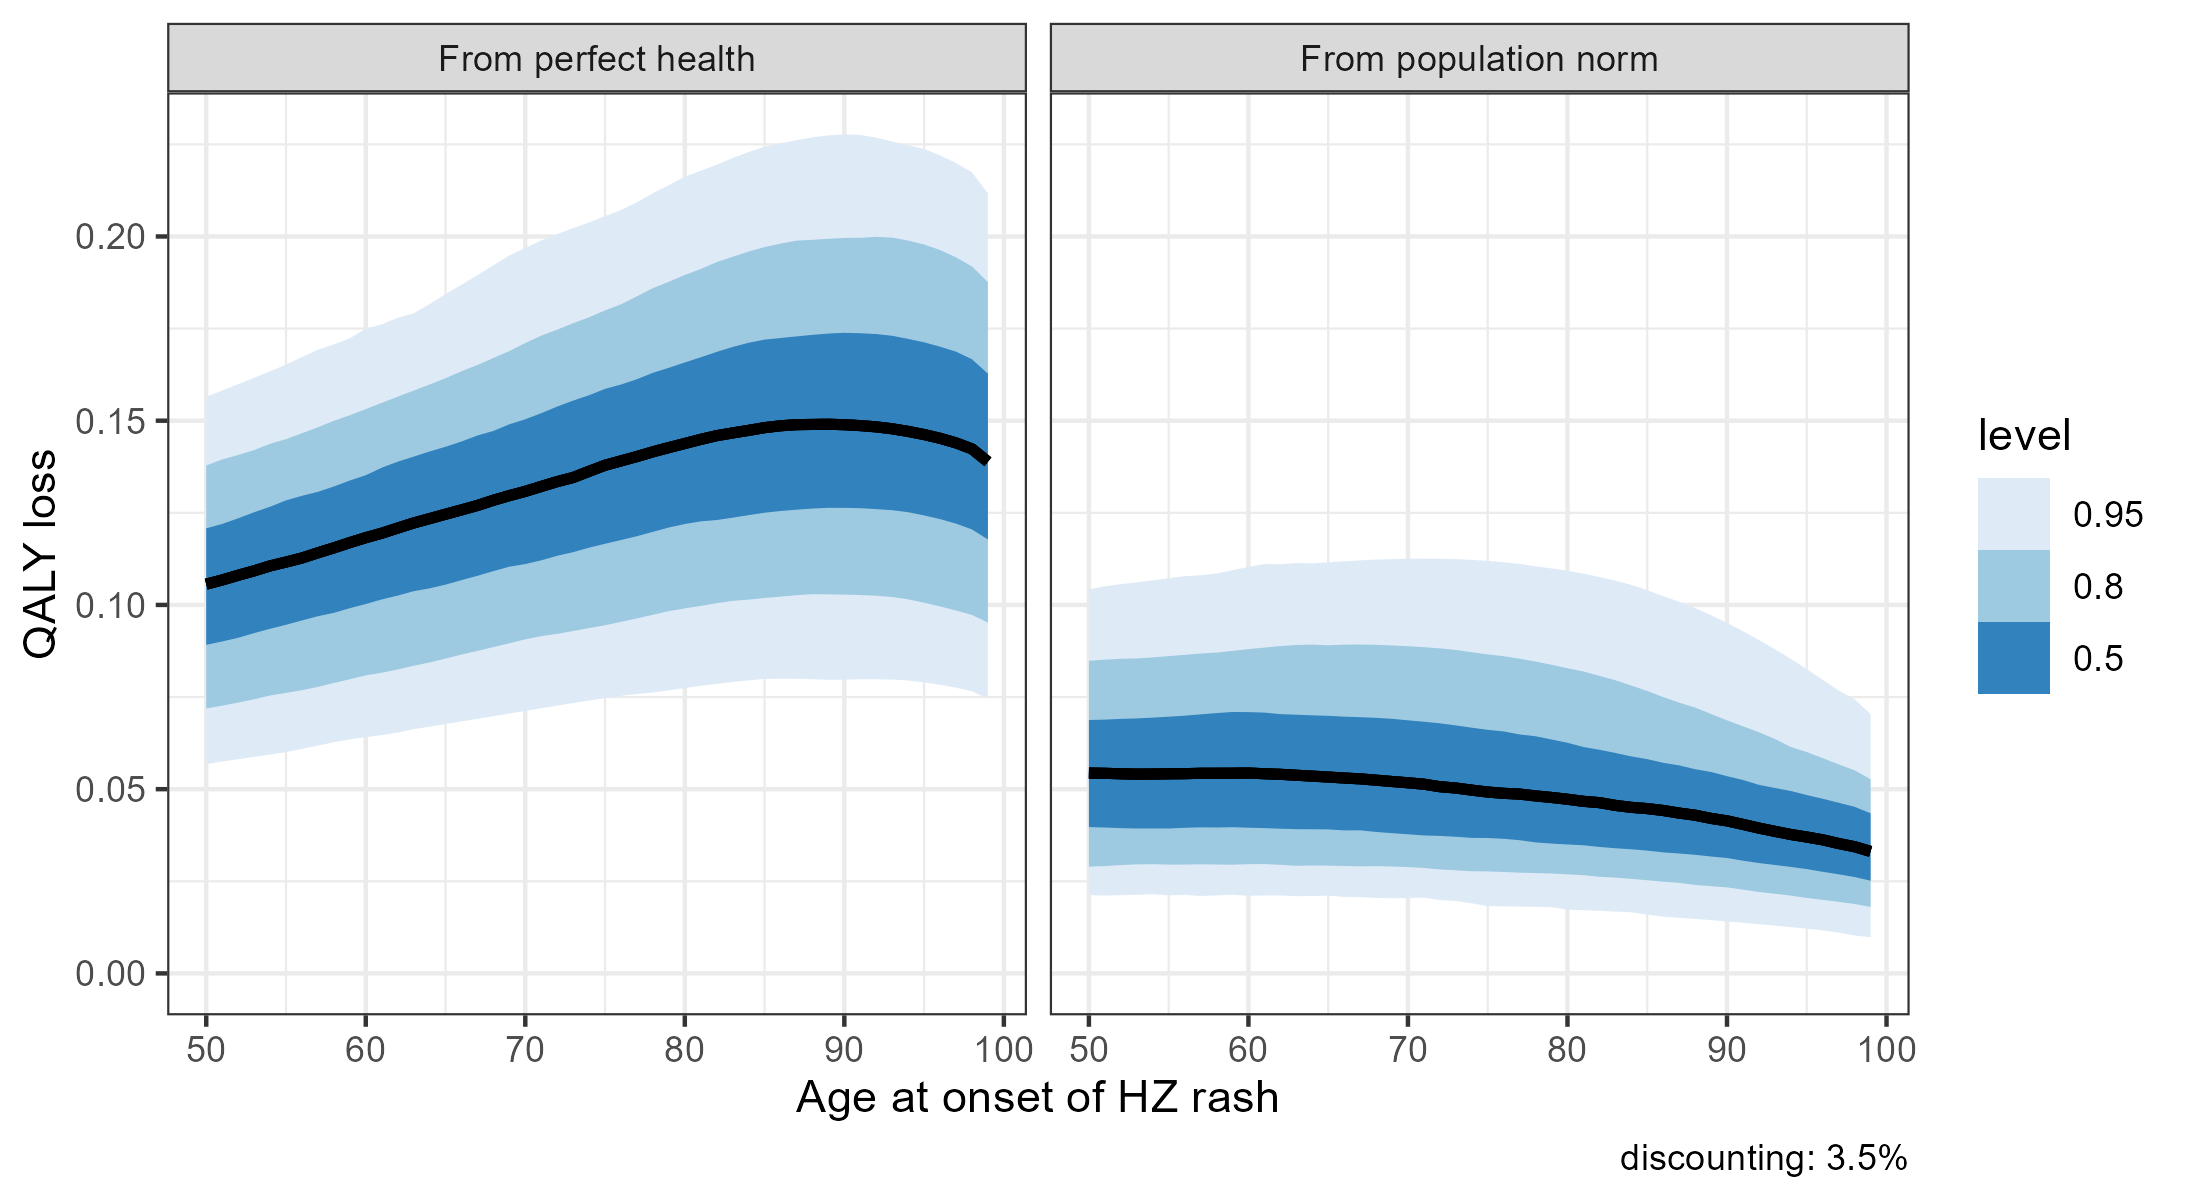 From perfect health
From population norm
QALY loss
0.20
0.15
0.10
0.05
0.00
50 60 70 80 90 100
50 60 70 80 90 100
Age at onset of HZ rash
level
0.95
0.8
0.5
discounting: 3.5%